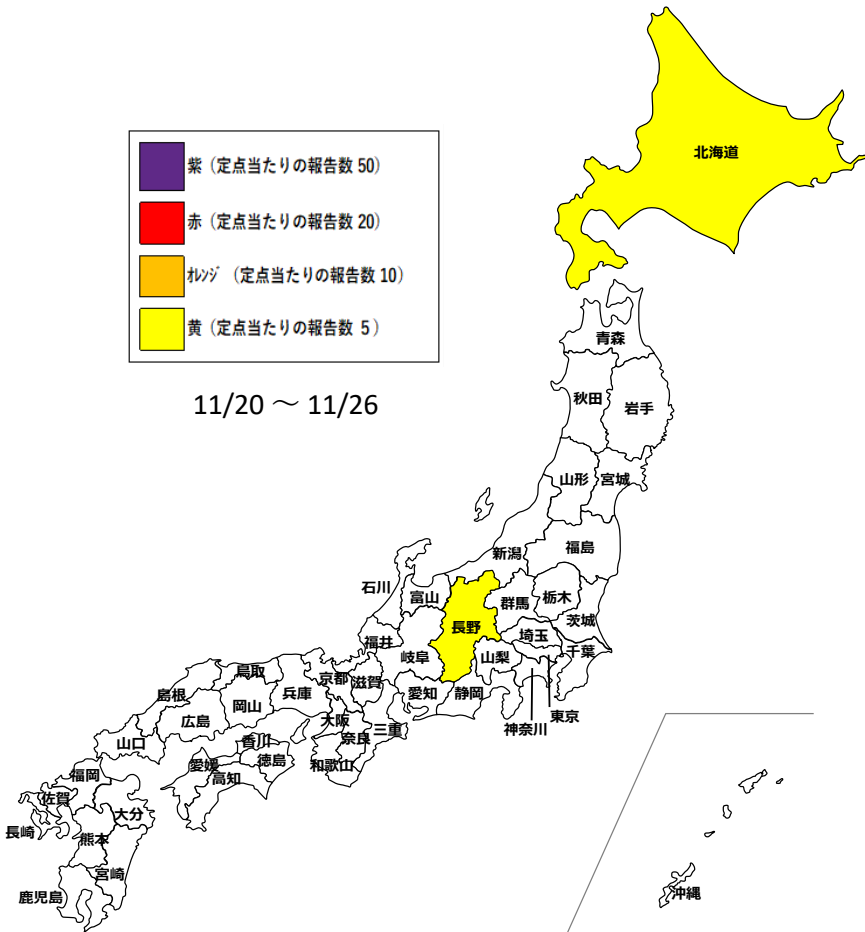 北海道
紫 (定点当たりの報告数 50)
赤 (定点当たりの報告数 20)
オレンジ (定点当たりの報告数 10)
黄 (定点当たりの報告数 5)
11/20 ～ 11/26
青森
秋田
岩手
山形
宮城
新潟
福島
石川
富山
群馬
栃木
茨城
長野
埼玉
福井
岐阜
山梨
千葉
愛知
静岡
神奈川
東京
島根
鳥取
兵庫
京都
滋賀
岡山
広島
大阪
奈良
三重
山口
香川
愛媛
徳島
和歌山
高知
福岡
佐賀
大分
長崎
熊本
宮崎
鹿児島
沖縄